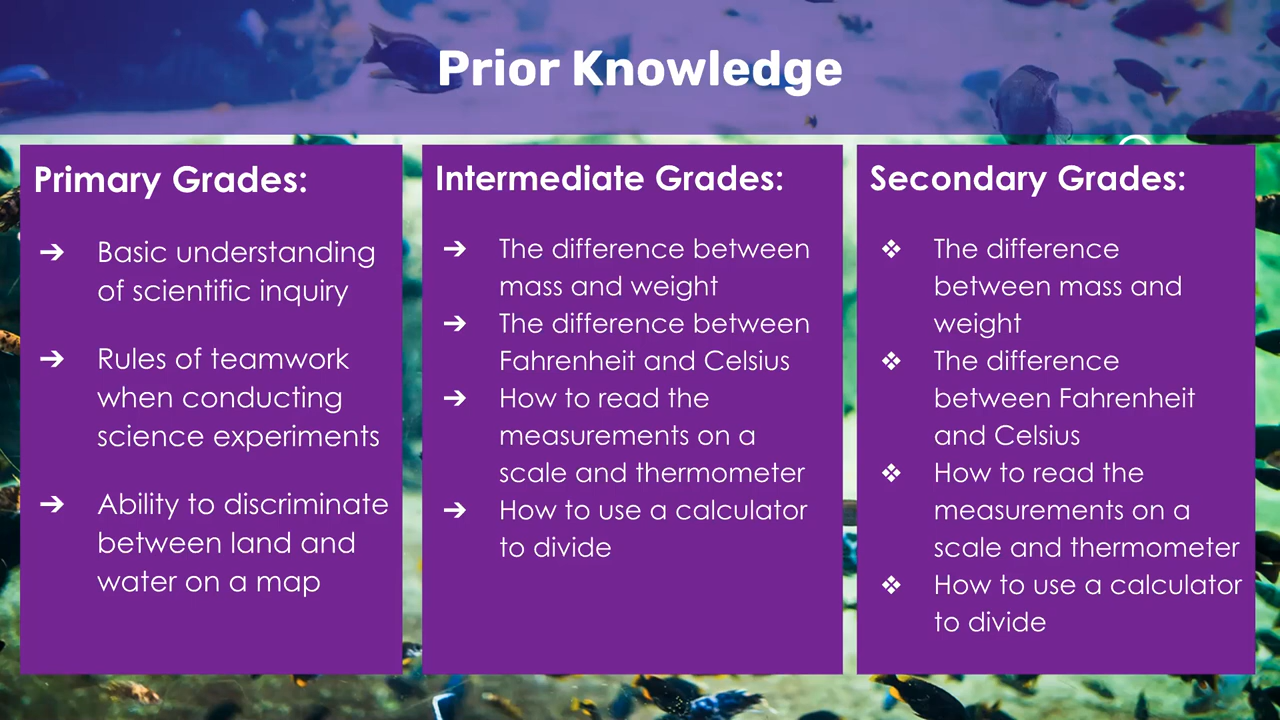 Prior Knowledge
Primary Grades:
➔ Basic understanding
of scientific inquiry
➔ Rules of teamwork
when conducting
science experiments
➔ Ability to discriminate
between land and
water on a map
Intermediate Grades:
➔ The difference between
mass and weight
➔ The difference between
Fahrenheit and Celsius
➔ How to read the
measurements on a
scale and thermometer
➔ How to use a calculator
to divide
Secondary Grades:
❖ The difference
between mass and
weight
❖ The difference
between Fahrenheit
and Celsius
❖ How to read the
measurements on a
scale and thermometer
❖ How to use a calculator
to divide